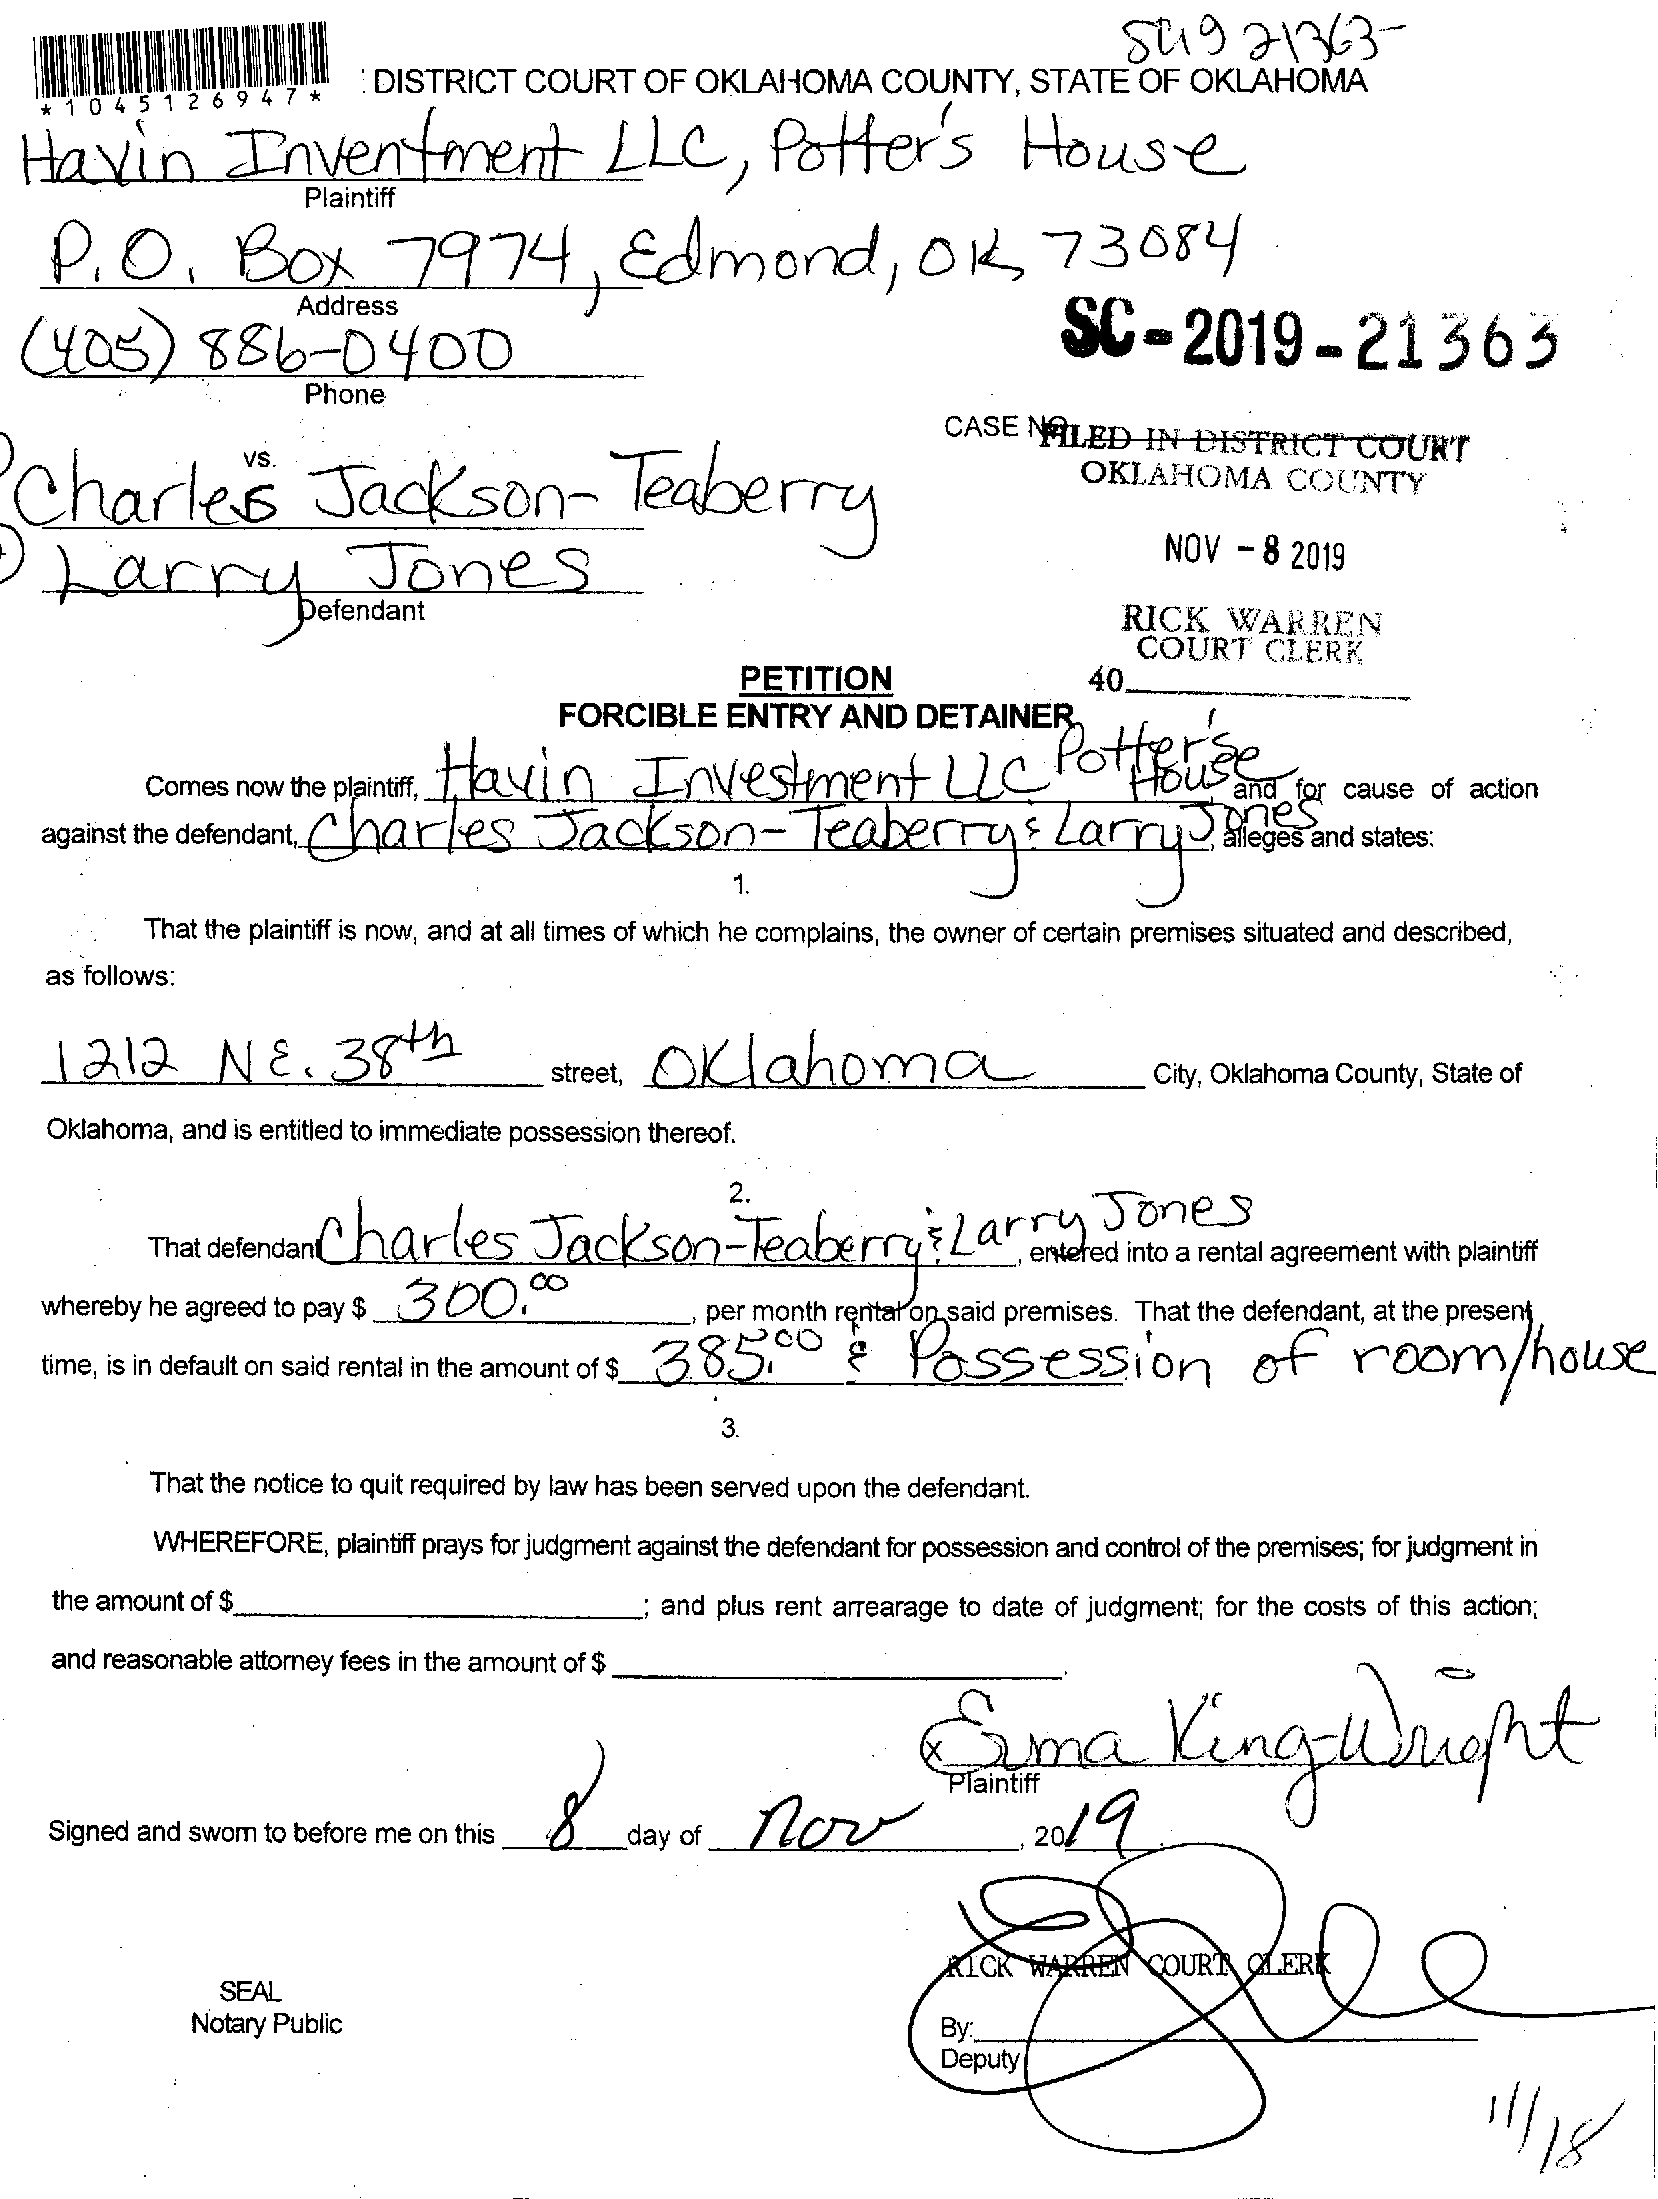 SC19 21363-
*1045126947*
: DISTRICT COURT OF OKLAHOMA COUNTY, STATE OF OKLAHOMA
Havin Inventment LLC, Potter's House
Plaintiff
P.O. Box 7974, Edmond, OK 73084
Address
SC-2019-21363
(405) 886-0400
Phone
CASE NO.
FILED IN DISTRICT COURT
OKLAHOMA COUNTY
vs.
Charles Jackson-Teaberry
NOV - 8 2019
Larry Jones
Defendant
RICK WARREN
COURT CLERK
40
PETITION
FORCIBLE ENTRY AND DETAINER
Comes now the plaintiff, Havin Investment LLC Potter's House and for cause of action
against the defendant, Charles Jackson-Teaberry & Larry Jones, alleges and states:
1.
That the plaintiff is now, and at all times of which he complains, the owner of certain premises situated and described,
as follows:
1212 NE. 38th street, Oklahoma City, Oklahoma County, State of
Oklahoma, and is entitled to immediate possession thereof.
2.
That defendant Charles Jackson-Teaberry & Larry Jones, entered into a rental agreement with plaintiff
whereby he agreed to pay $ 300.00, per month rental on said premises. That the defendant, at the present
time, is in default on said rental in the amount of $ 385.00 & Possession of room/house
3.
That the notice to quit required by law has been served upon the defendant.
WHEREFORE, plaintiff prays for judgment against the defendant for possession and control of the premises; for judgment in
the amount of $ ; and plus rent arrearage to date of judgment; for the costs of this action;
and reasonable attorney fees in the amount of $ .
x Erma King-Wright
Plaintiff
Signed and sworn to before me on this 8 day of Nov, 2019
RICK WARREN COURT CLERK
SEAL
Notary Public
By:
Deputy
11/18